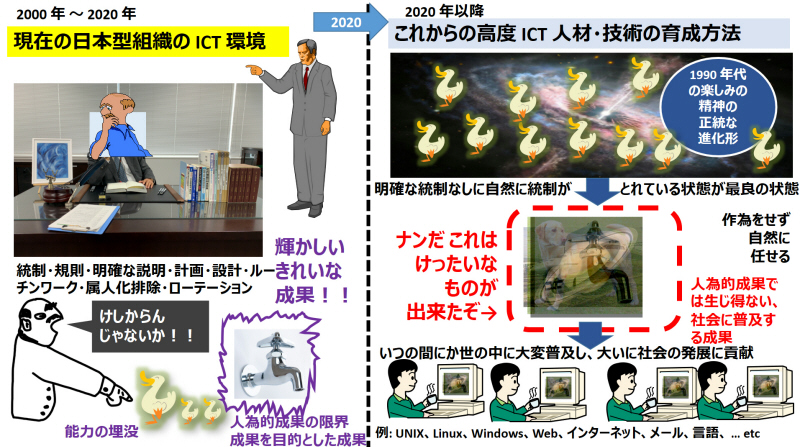 2000 年 ～ 2020 年
現在の日本型組織の ICT 環境
2020
2020 年以降
これからの高度 ICT 人材・技術の育成方法
1990 年代
の楽しみの
精神の
正統な
進化形
明確な統制なしに自然に統制が とれている状態が最良の状態
輝かしい
きれいな
成果！！
統制・規則・明確な説明・計画・設計・ルー
チンワーク・属人化排除・ローテーション
けしからん
じゃないか！！
能力の埋没
人為的成果の限界
成果を目的とした成果
ナンだ これは
けったいな
ものが
出来たぞ→
作為をせず
自然に
任せる
人為的成果で
は生じ得ない、
社会に普及す
る成果
いつの間にか世の中に大変普及し、大いに社会の発展に貢献
例: UNIX、Linux、Windows、Web、インターネット、メール、言語、 ... etc